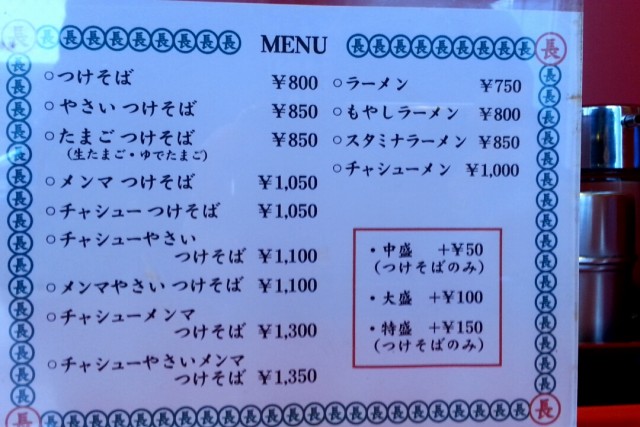 MENU
○つけそば ¥800
○やさい つけそば ¥850
○たまご つけそば ¥850
(生たまご・ゆでたまご)
○メンマ つけそば ¥1,050
○チャシュー つけそば ¥1,050
○チャシューやさい
つけそば ¥1,100
○メンマやさい つけそば ¥1,100
○チャシューメンマ
つけそば ¥1,300
○チャシューやさいメンマ
つけそば ¥1,350
○ラーメン ¥750
○もやしラーメン ¥800
○スタミナラーメン ¥850
○チャシューメン ¥1,000
・中盛 +¥50
(つけそばのみ)
・大盛 +¥100
・特盛 +¥150
(つけそばのみ)
長